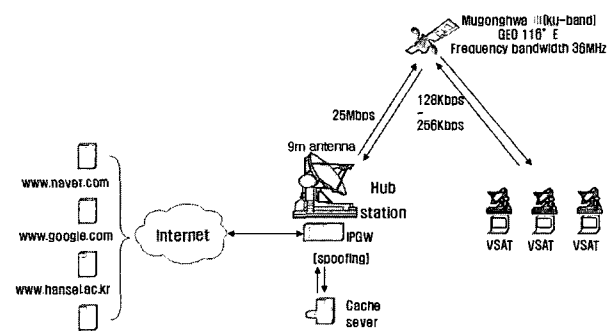 Mugonghwa III(ku-band)
GEO 116° E
Frequency bandwidth 36MHz
25Mbps
128Kbps
-
256Kbps
9m antenna
Hub
station
www.naver.com
www.google.com
www.hansei.ac.kr
Internet
IPGW
[spoofing]
Cache
sever
VSAT
VSAT
VSAT